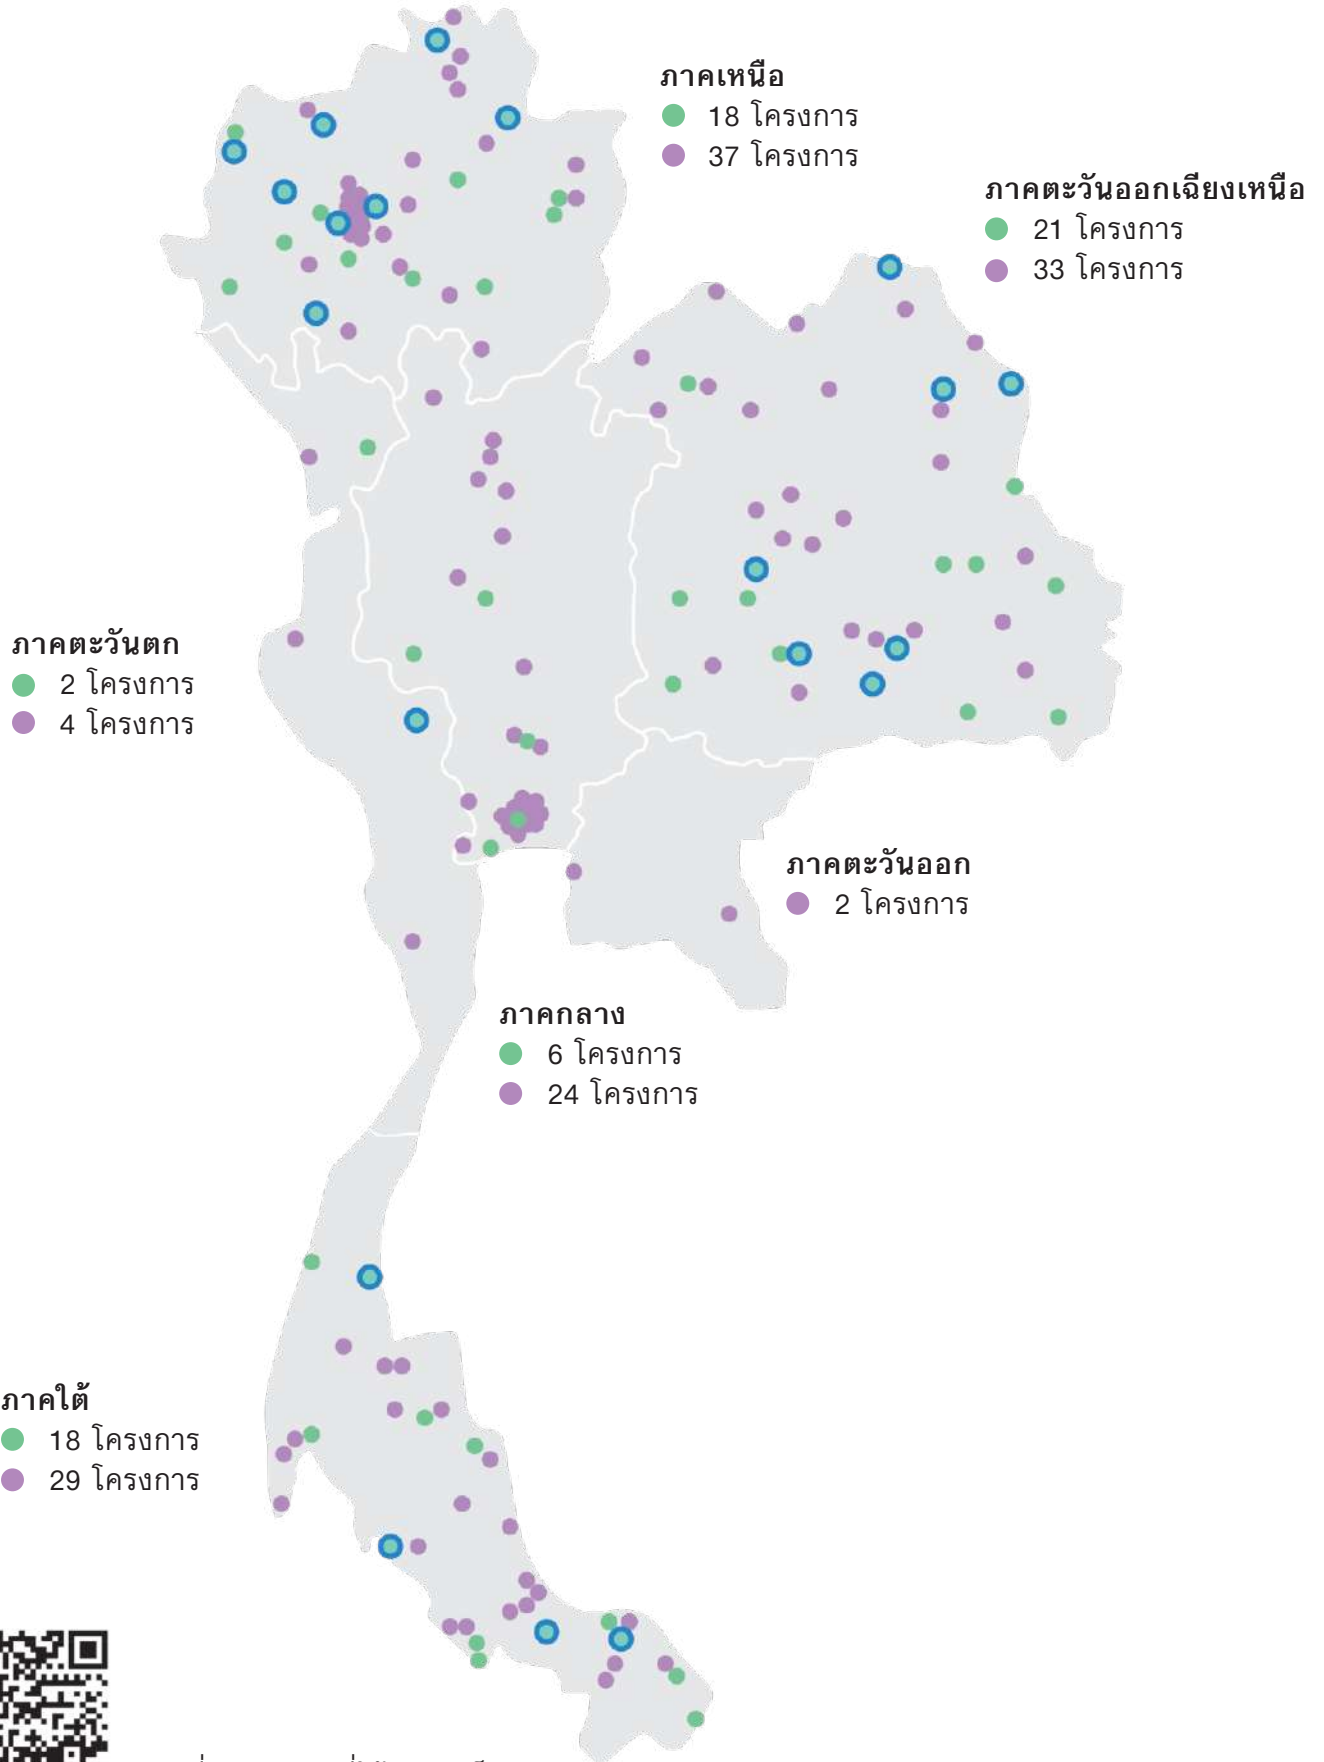 ภาคเหนือ
18 โครงการ
37 โครงการ
ภาคตะวันออกเฉียงเหนือ
21 โครงการ
33 โครงการ
ภาคตะวันตก
2 โครงการ
4 โครงการ
ภาคตะวันออก
2 โครงการ
ภาคกลาง
6 โครงการ
24 โครงการ
ภาคใต้
18 โครงการ
29 โครงการ